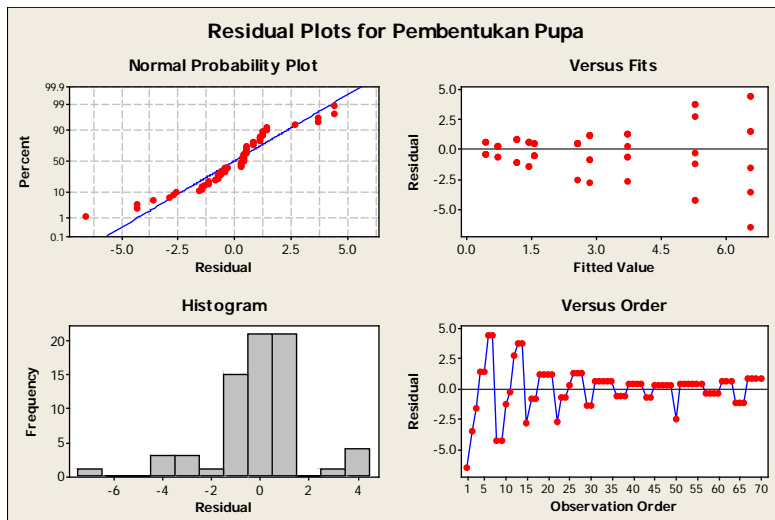 Residual Plots for Pembentukan Pupa
Normal Probability Plot
99.9
99
90
50
10
1
0.1
Percent
-5.0 -2.5 0.0 2.5 5.0
Residual
Versus Fits
5.0
2.5
0.0
-2.5
-5.0
Residual
0.0 1.5 3.0 4.5 6.0
Fitted Value
Histogram
20
15
10
5
0
Frequency
-6 -4 -2 0 2 4
Residual
Versus Order
5.0
2.5
0.0
-2.5
-5.0
Residual
1 5 10 15 20 25 30 35 40 45 50 55 60 65 70
Observation Order